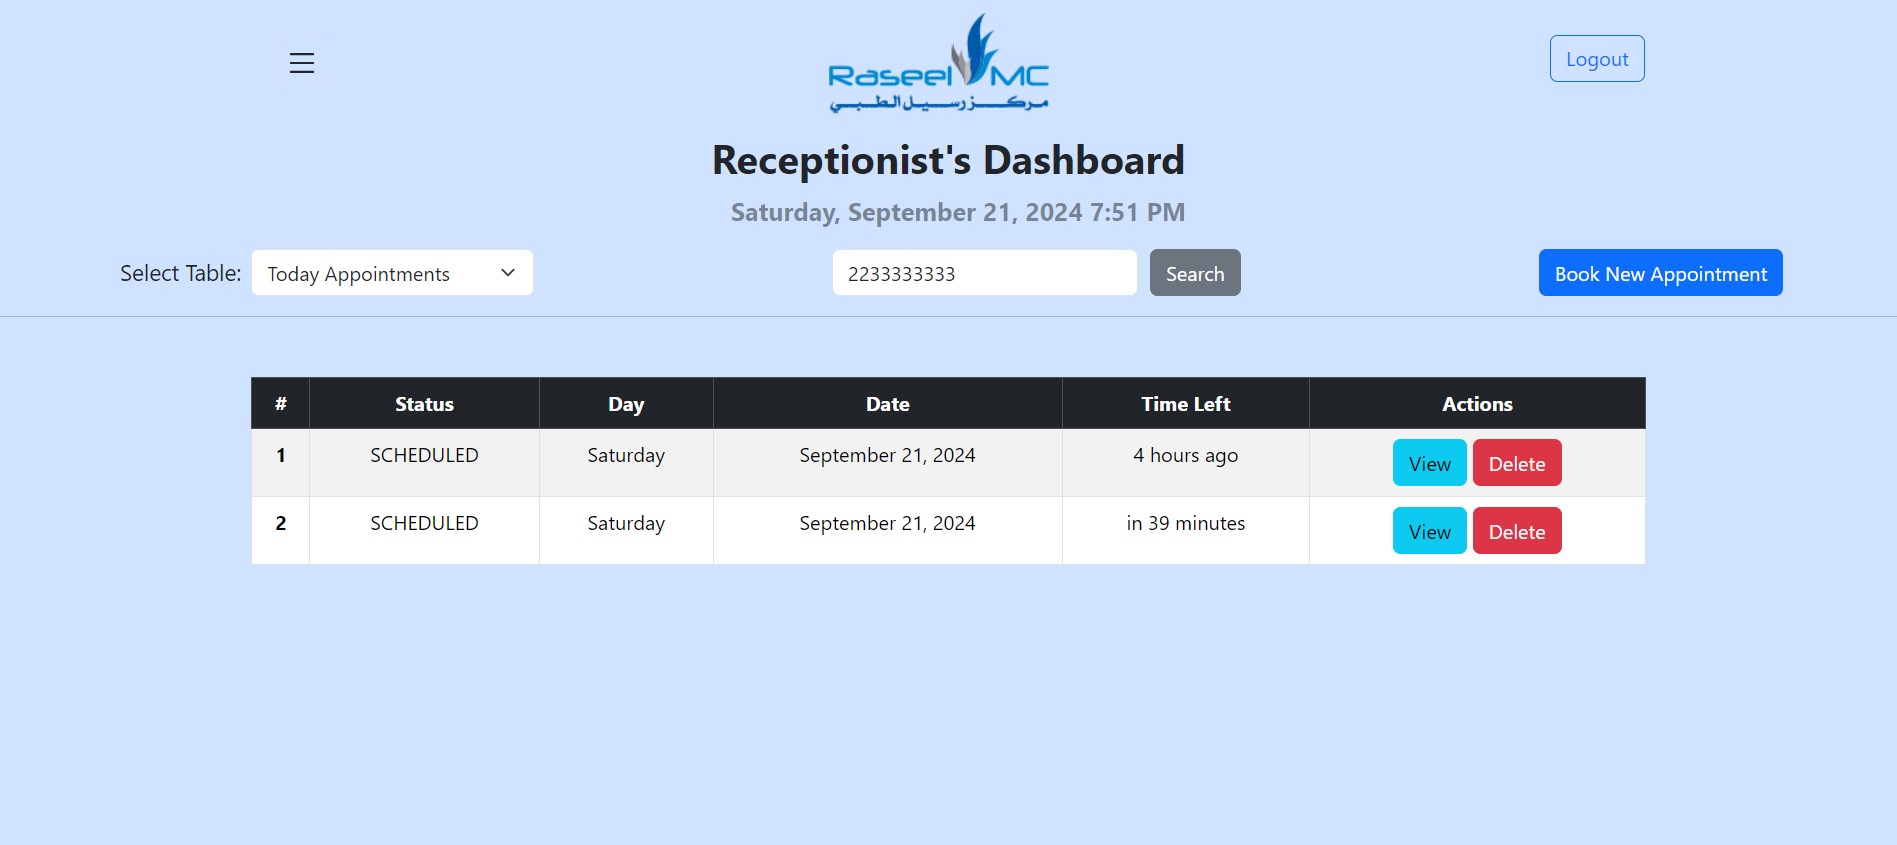 Raseel MC
مركز رسيل الطبي
Logout
Receptionist's Dashboard
Saturday, September 21, 2024 7:51 PM
Select Table: Today Appointments 2233333333 Search Book New Appointment
# Status Day Date Time Left Actions
1 SCHEDULED Saturday September 21, 2024 4 hours ago View Delete
2 SCHEDULED Saturday September 21, 2024 in 39 minutes View Delete